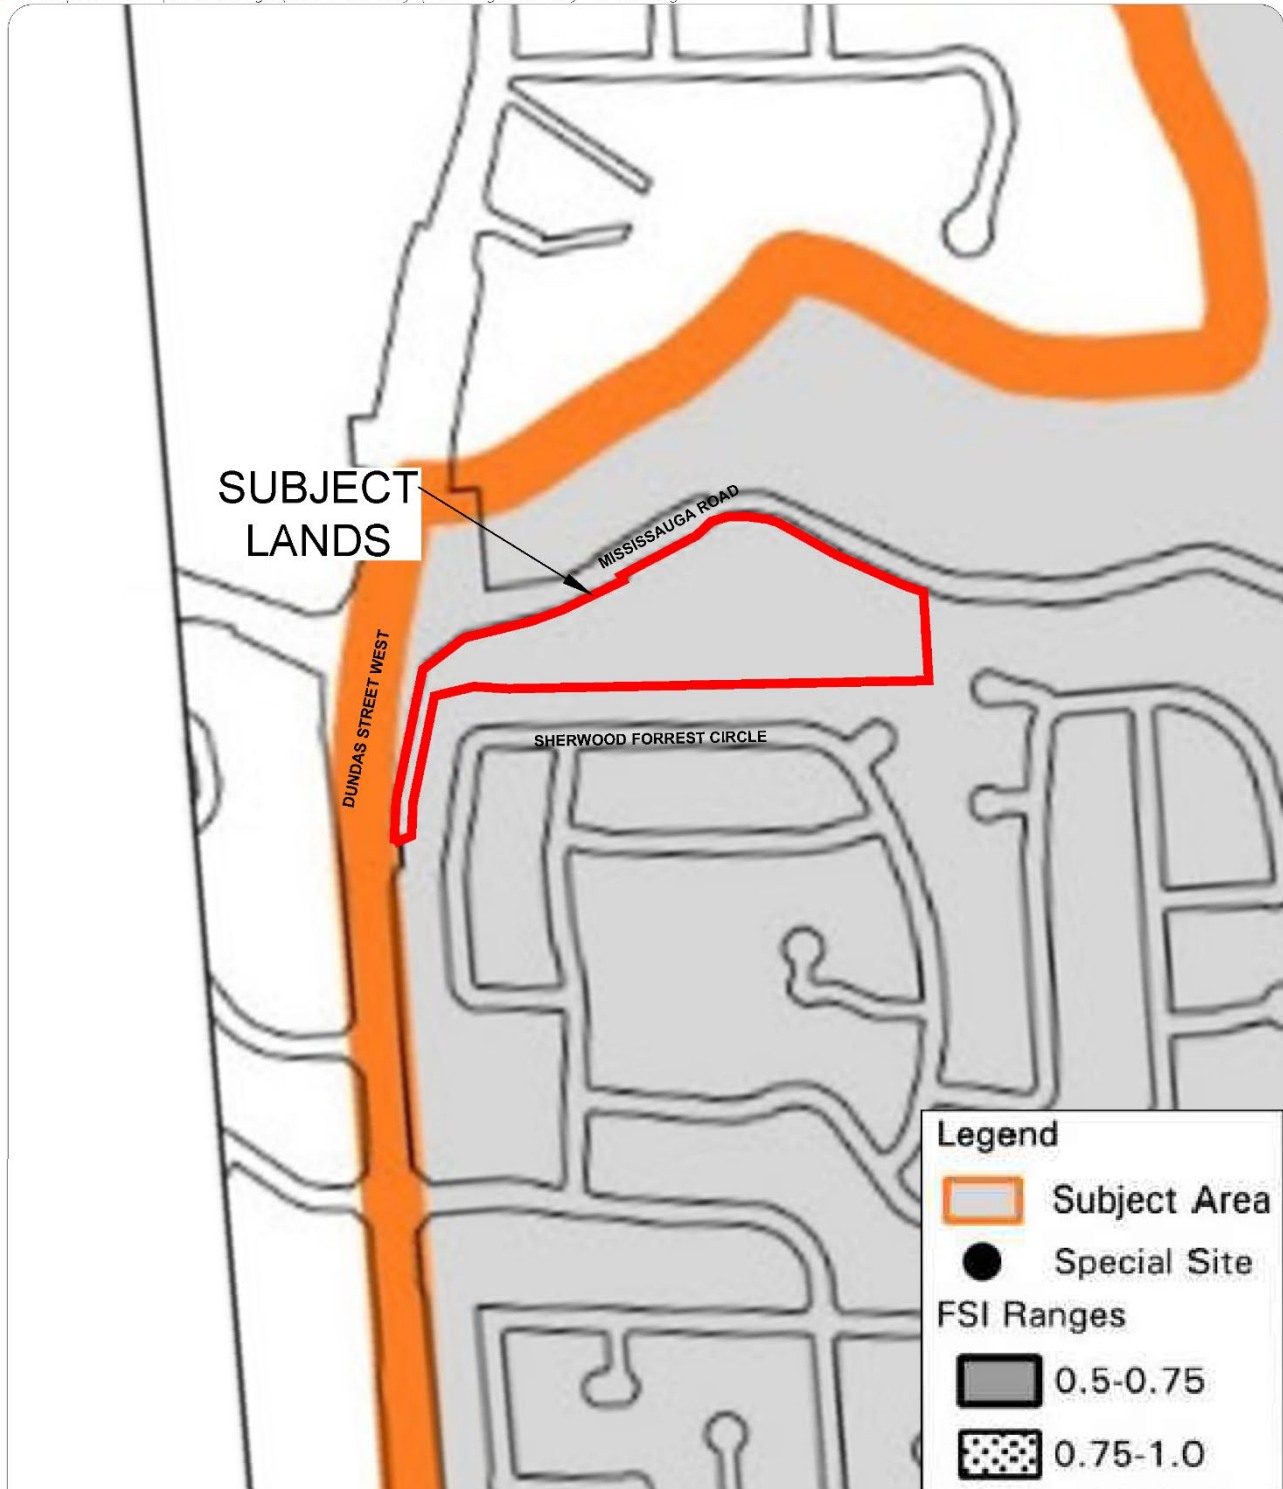 SUBJECT
LANDS
MISSISSAUGA ROAD
DUNDAS STREET WEST
SHERWOOD FORREST CIRCLE
Legend
Subject Area
Special Site
FSI Ranges
0.5-0.75
0.75-1.0